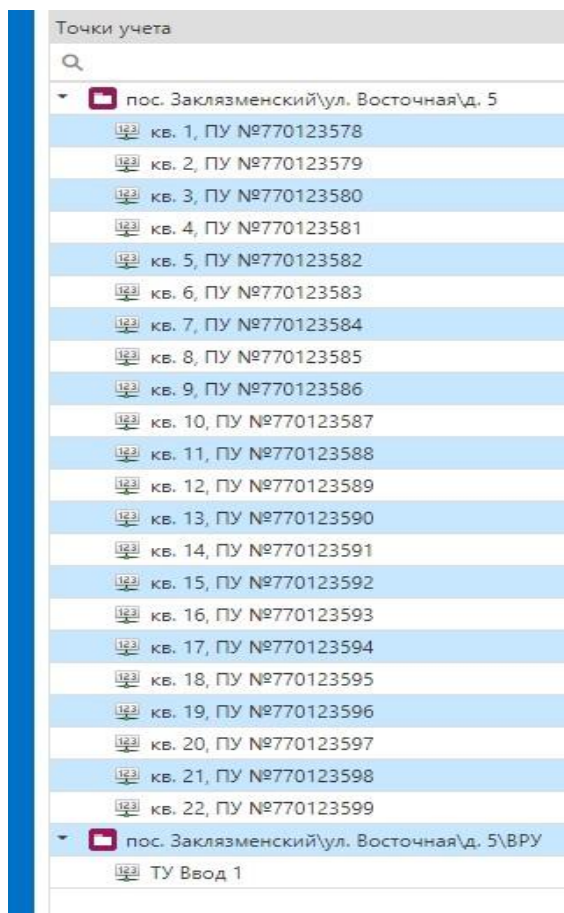 Точки учета
пос. Заклязменский\ул. Восточная\д. 5
кв. 1, ПУ №770123578
кв. 2, ПУ №770123579
кв. 3, ПУ №770123580
кв. 4, ПУ №770123581
кв. 5, ПУ №770123582
кв. 6, ПУ №770123583
кв. 7, ПУ №770123584
кв. 8, ПУ №770123585
кв. 9, ПУ №770123586
кв. 10, ПУ №770123587
кв. 11, ПУ №770123588
кв. 12, ПУ №770123589
кв. 13, ПУ №770123590
кв. 14, ПУ №770123591
кв. 15, ПУ №770123592
кв. 16, ПУ №770123593
кв. 17, ПУ №770123594
кв. 18, ПУ №770123595
кв. 19, ПУ №770123596
кв. 20, ПУ №770123597
кв. 21, ПУ №770123598
кв. 22, ПУ №770123599
пос. Заклязменский\ул. Восточная\д. 5\ВРУ
ТУ Ввод 1